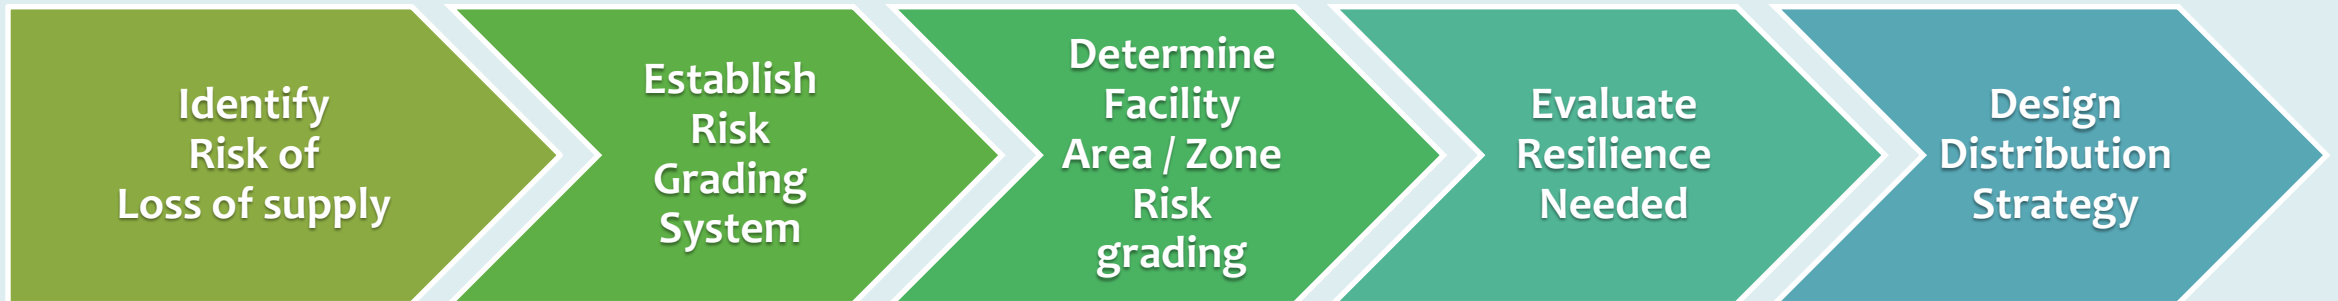 Identify
Risk of
Loss of supply
Establish
Risk
Grading
System
Determine
Facility
Area / Zone
Risk
grading
Evaluate
Resilience
Needed
Design
Distribution
Strategy